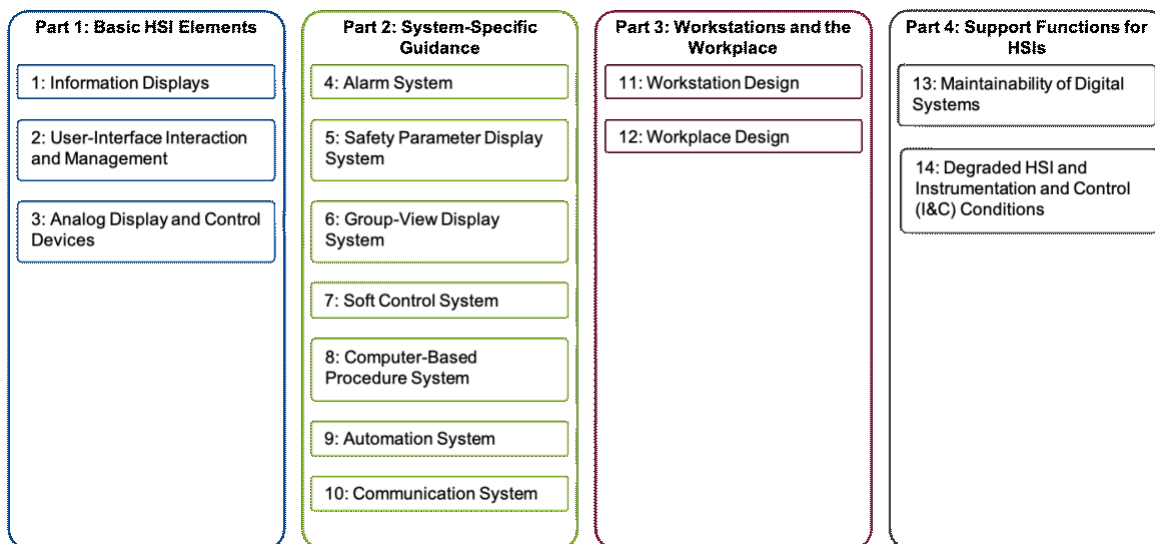 Part 1: Basic HSI Elements
1: Information Displays
2: User-Interface Interaction
and Management
3: Analog Display and Control
Devices
Part 2: System-Specific
Guidance
4: Alarm System
5: Safety Parameter Display
System
6: Group-View Display
System
7: Soft Control System
8: Computer-Based
Procedure System
9: Automation System
10: Communication System
Part 3: Workstations and the
Workplace
11: Workstation Design
12: Workplace Design
Part 4: Support Functions for
HSIs
13: Maintainability of Digital
Systems
14: Degraded HSI and
Instrumentation and Control
(I&C) Conditions